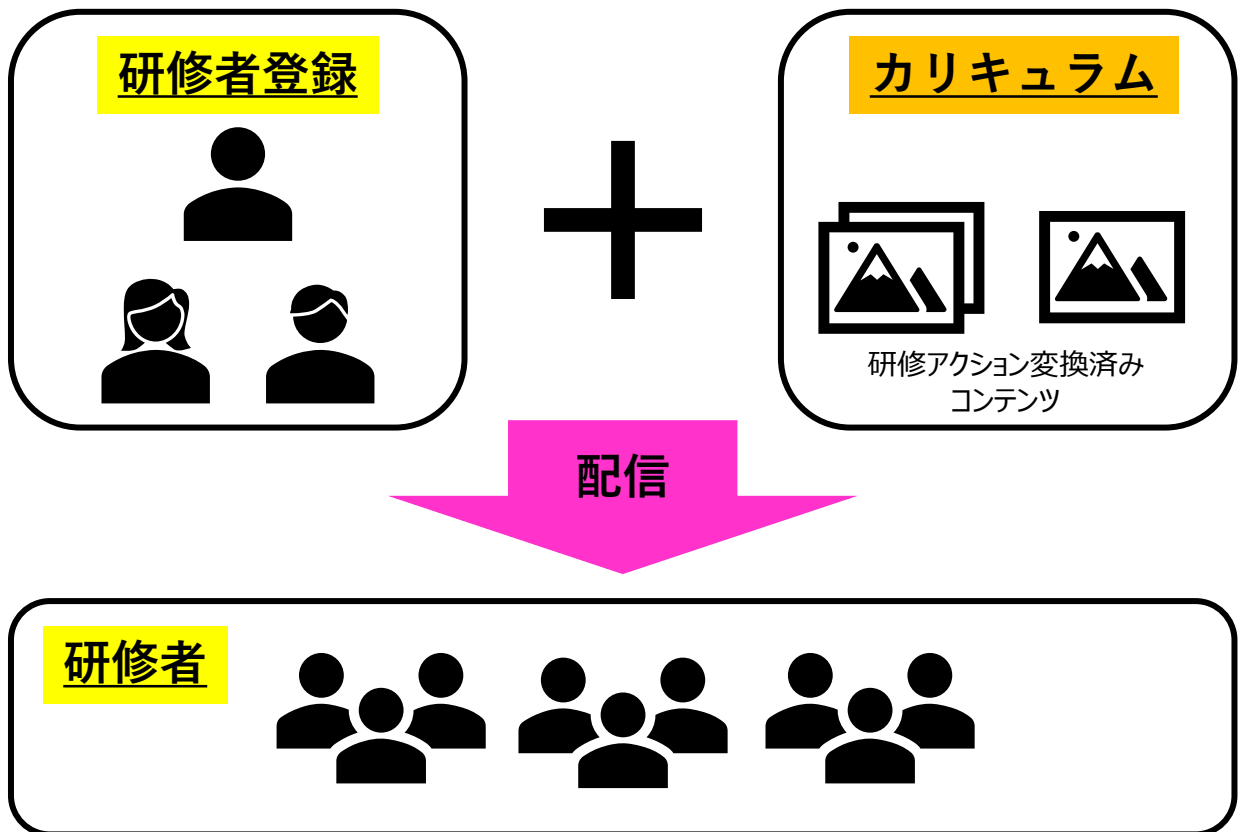 研修者登録
カリキュラム
研修アクション変換済み
コンテンツ
配信
研修者